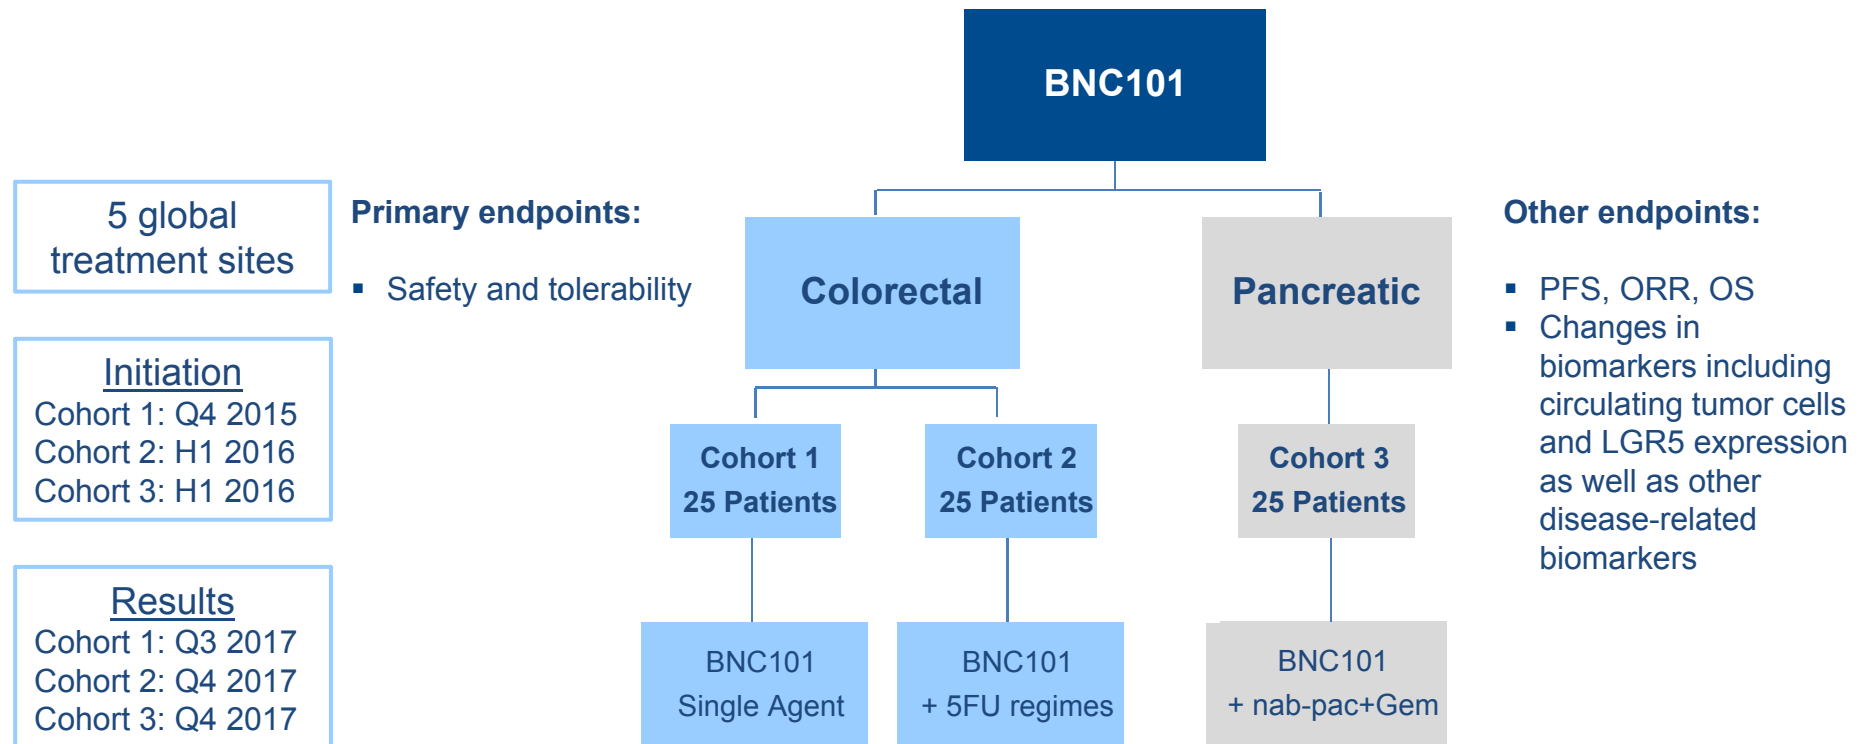 BNC101
5 global
treatment sites
Initiation
Cohort 1: Q4 2015
Cohort 2: H1 2016
Cohort 3: H1 2016
Results
Cohort 1: Q3 2017
Cohort 2: Q4 2017
Cohort 3: Q4 2017
Primary endpoints:
▪ Safety and tolerability
Colorectal
Cohort 1
25 Patients
BNC101
Single Agent
Cohort 2
25 Patients
BNC101
+ 5FU regimes
Pancreatic
Cohort 3
25 Patients
BNC101
+ nab-pac+Gem
Other endpoints:
▪ PFS, ORR, OS
▪ Changes in
biomarkers including
circulating tumor cells
and LGR5 expression
as well as other
disease-related
biomarkers